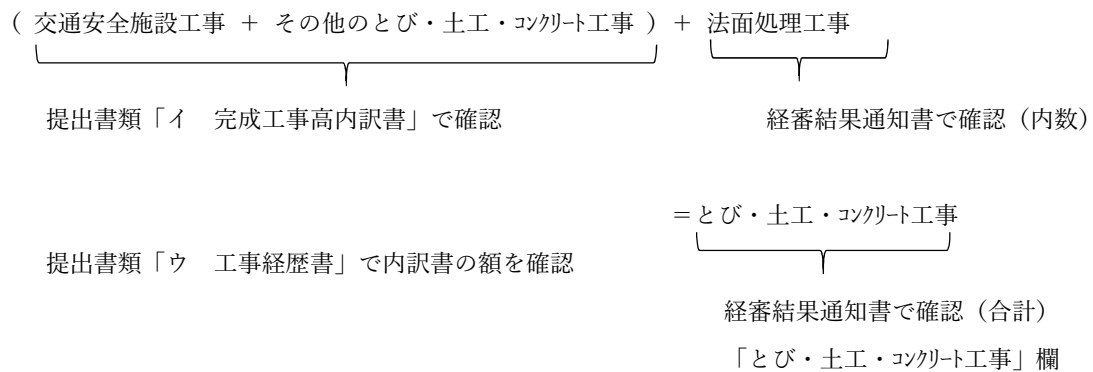 （ 交通安全施設工事 ＋ その他のとび・土工・ｺﾝｸﾘｰﾄ工事 ）＋ 法面処理工事
提出書類「イ　完成工事高内訳書」で確認
経審結果通知書で確認（内数）
＝とび・土工・ｺﾝｸﾘｰﾄ工事
提出書類「ウ　工事経歴書」で内訳書の額を確認
経審結果通知書で確認（合計）
「とび・土工・ｺﾝｸﾘｰﾄ工事」欄